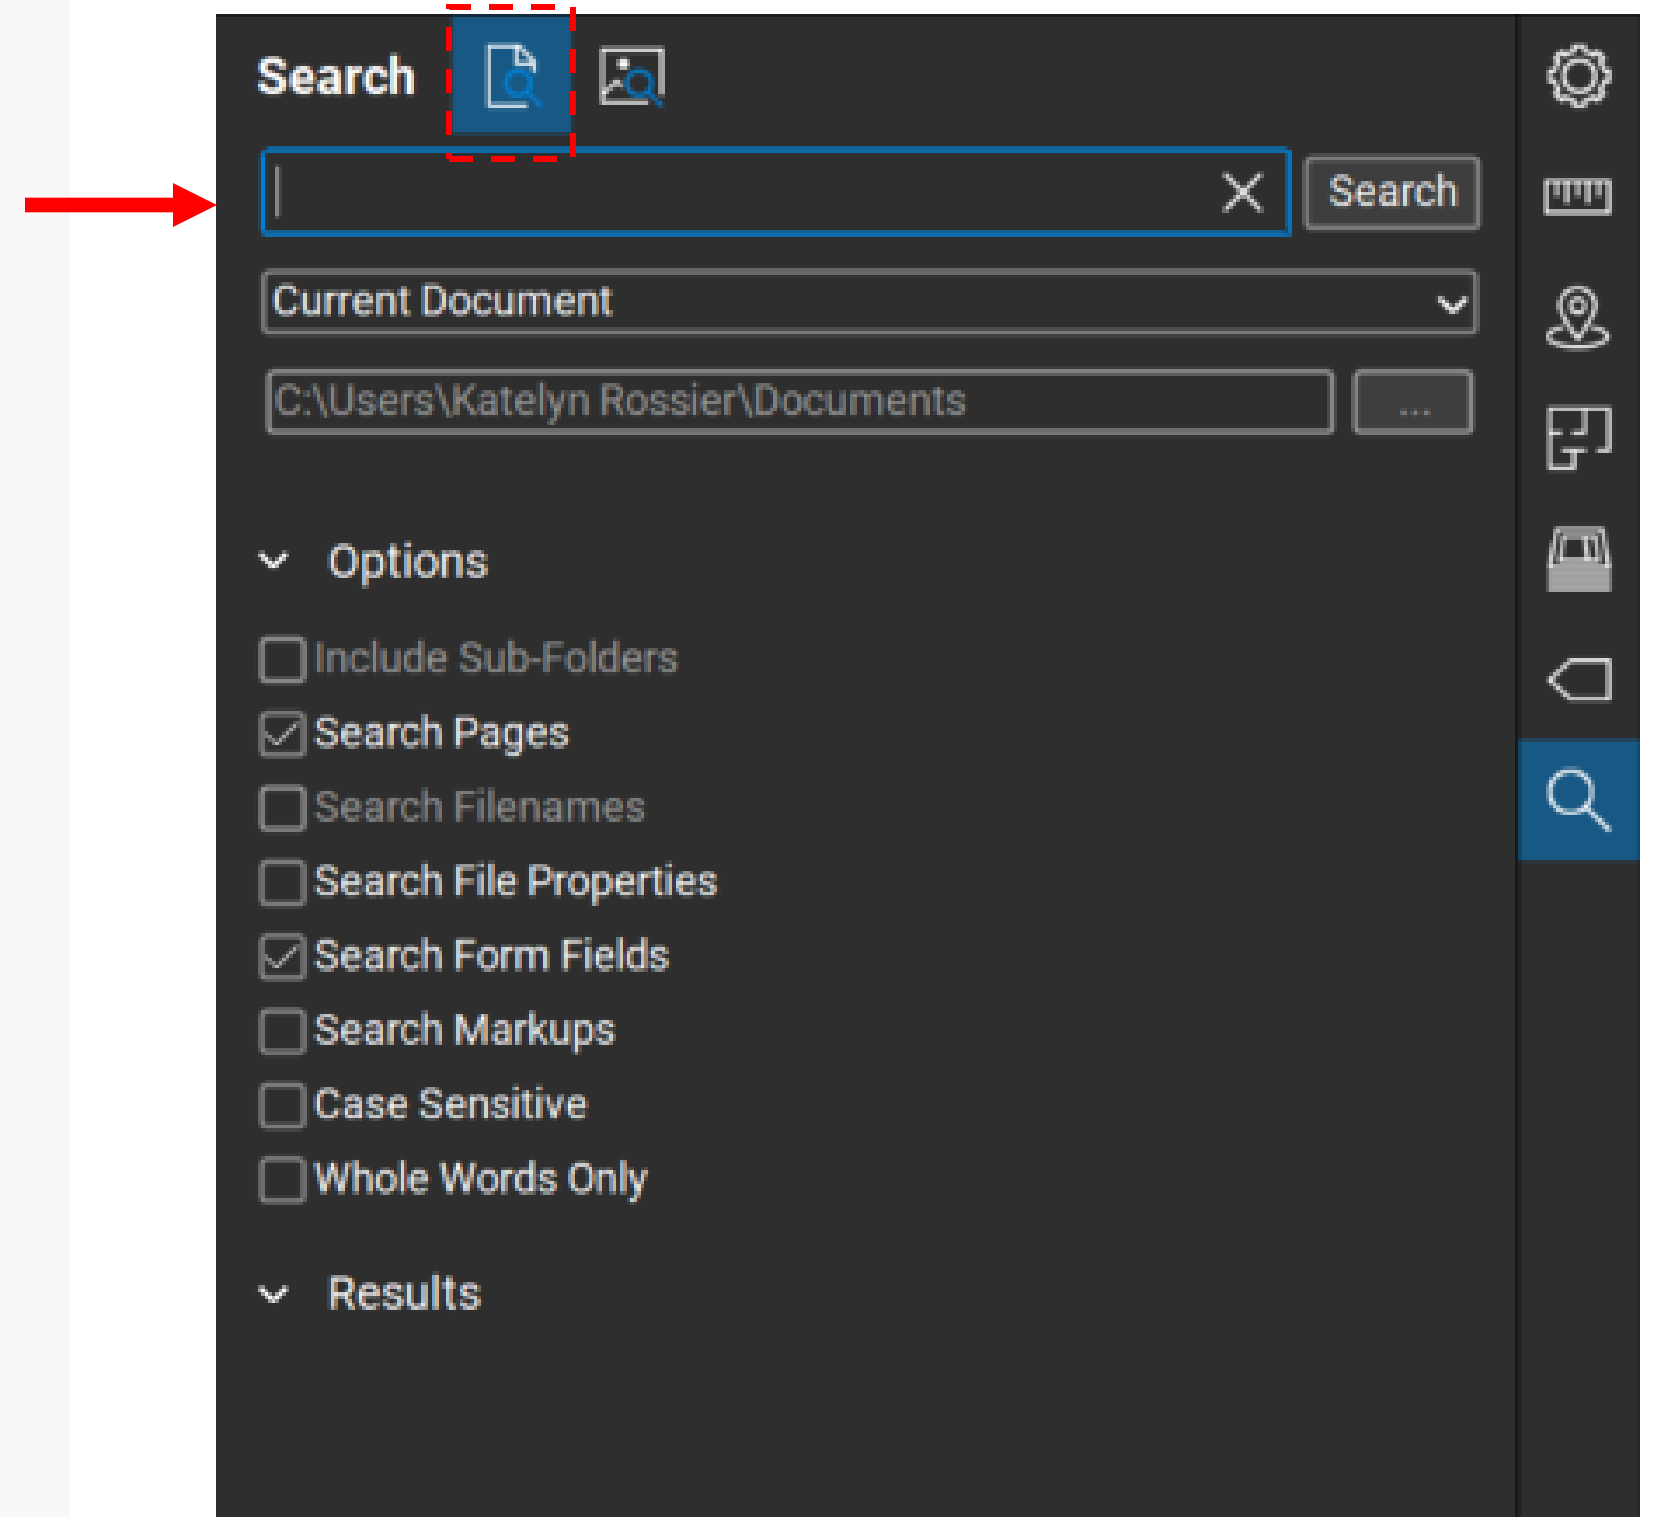 Search
Search
Current Document
C:\Users\Katelyn Rossier\Documents
...
Options
Include Sub-Folders
Search Pages
Search Filenames
Search File Properties
Search Form Fields
Search Markups
Case Sensitive
Whole Words Only
Results